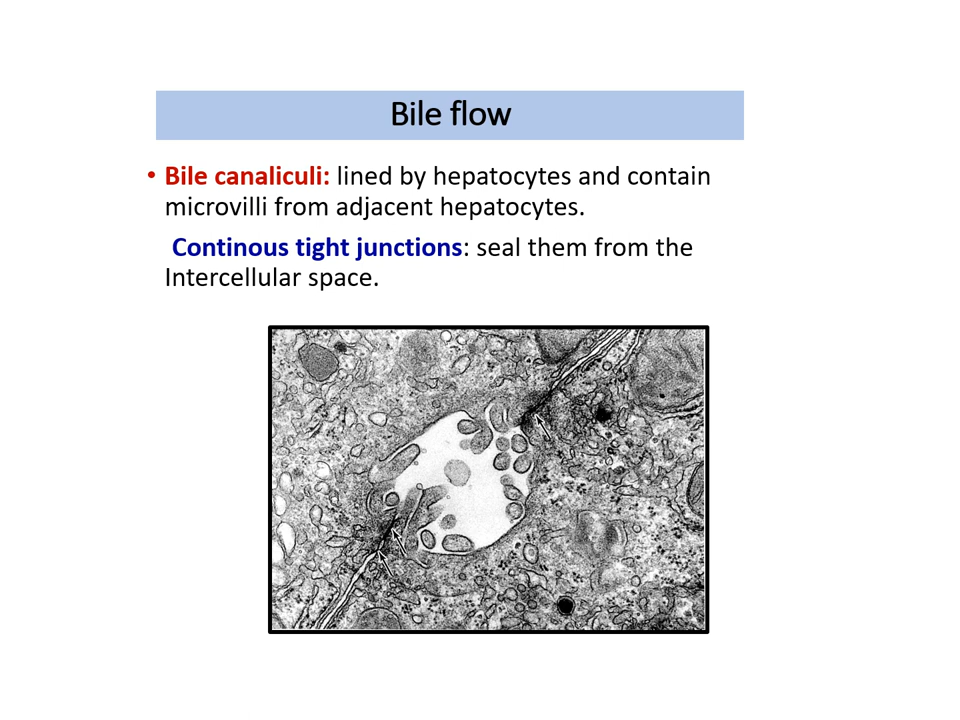 Bile flow
• Bile canaliculi: lined by hepatocytes and contain
microvilli from adjacent hepatocytes.
Continous tight junctions: seal them from the
Intercellular space.